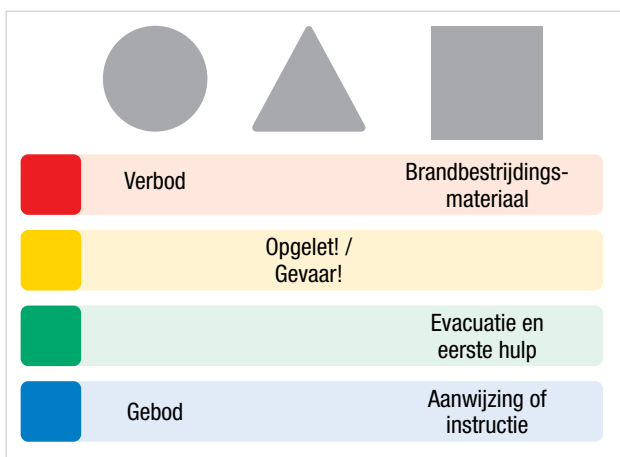 Verbod
Brandbestrijdings-
materiaal
Opgelet! /
Gevaar!
Evacuatie en
eerste hulp
Gebod
Aanwijzing of
instructie